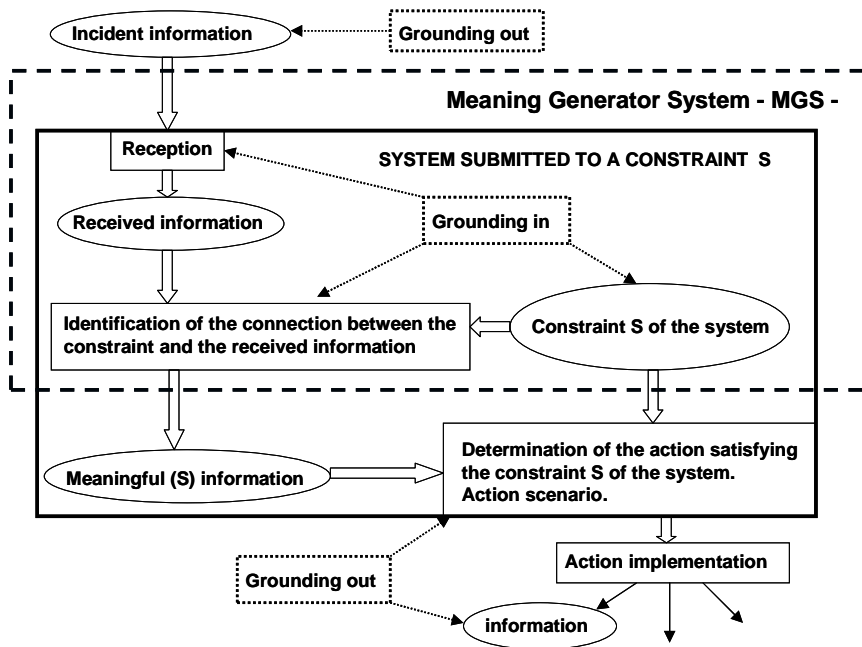 Incident information
Grounding out
Meaning Generator System - MGS -
Reception
SYSTEM SUBMITTED TO A CONSTRAINT S
Received information
Grounding in
Identification of the connection between the
constraint and the received information
Constraint S of the system
Meaningful (S) information
Determination of the action satisfying
the constraint S of the system.
Action scenario.
Grounding out
Action implementation
information